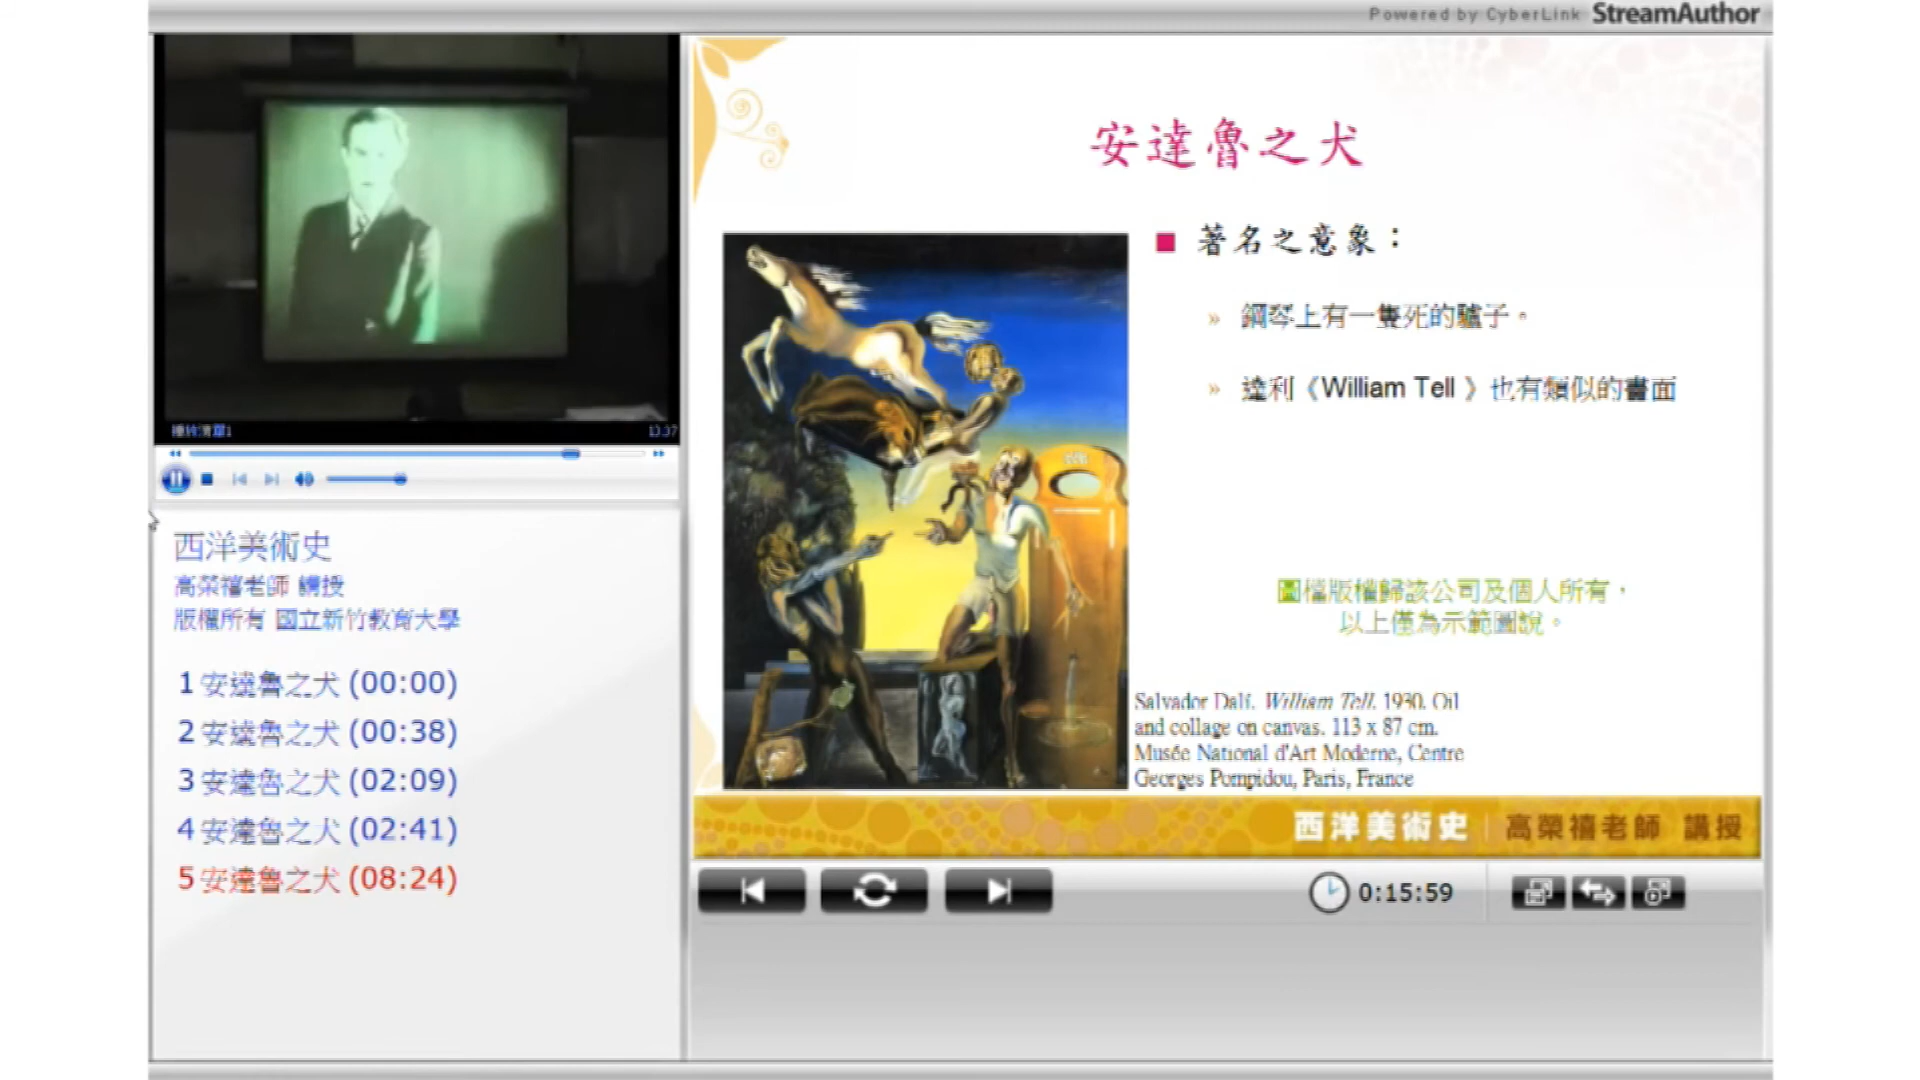 Powered by CyberLink StreamAuthor
播放清單1
13:37
西洋美術史
高榮禧老師 講授
版權所有 國立新竹教育大學
1 安達魯之犬 (00:00)
2 安達魯之犬 (00:38)
3 安達魯之犬 (02:09)
4 安達魯之犬 (02:41)
5 安達魯之犬 (08:24)
安達魯之犬
著名之意象：
» 鋼琴上有一隻死的驢子。
» 達利《William Tell 》也有類似的畫面
圖檔版權歸該公司及個人所有，
以上僅為示範圖說。
Salvador Dalí. William Tell. 1930. Oil
and collage on canvas. 113 x 87 cm.
Musée National d'Art Moderne, Centre
Georges Pompidou, Paris, France
西洋美術史 | 高榮禧老師 講授
0:15:59